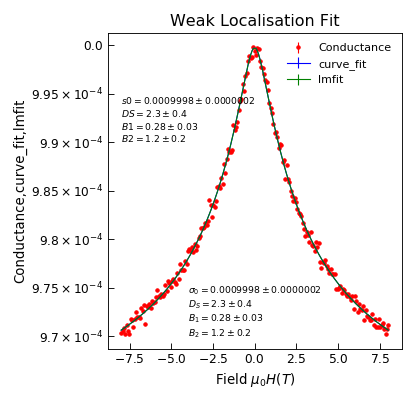 Weak Localisation Fit
Conductance
curve_fit
lmfit
s0 = 0.0009998 ± 0.0000002
DS = 2.3 ± 0.4
B1 = 0.28 ± 0.03
B2 = 1.2 ± 0.2
σ₀ = 0.0009998 ± 0.0000002
Dₛ = 2.3 ± 0.4
B₁ = 0.28 ± 0.03
B₂ = 1.2 ± 0.2
0.0
9.95 × 10⁻⁴
9.9 × 10⁻⁴
9.85 × 10⁻⁴
9.8 × 10⁻⁴
9.75 × 10⁻⁴
9.7 × 10⁻⁴
Conductance,curve_fit,lmfit
−7.5 −5.0 −2.5 0.0 2.5 5.0 7.5
Field μ₀H(T)